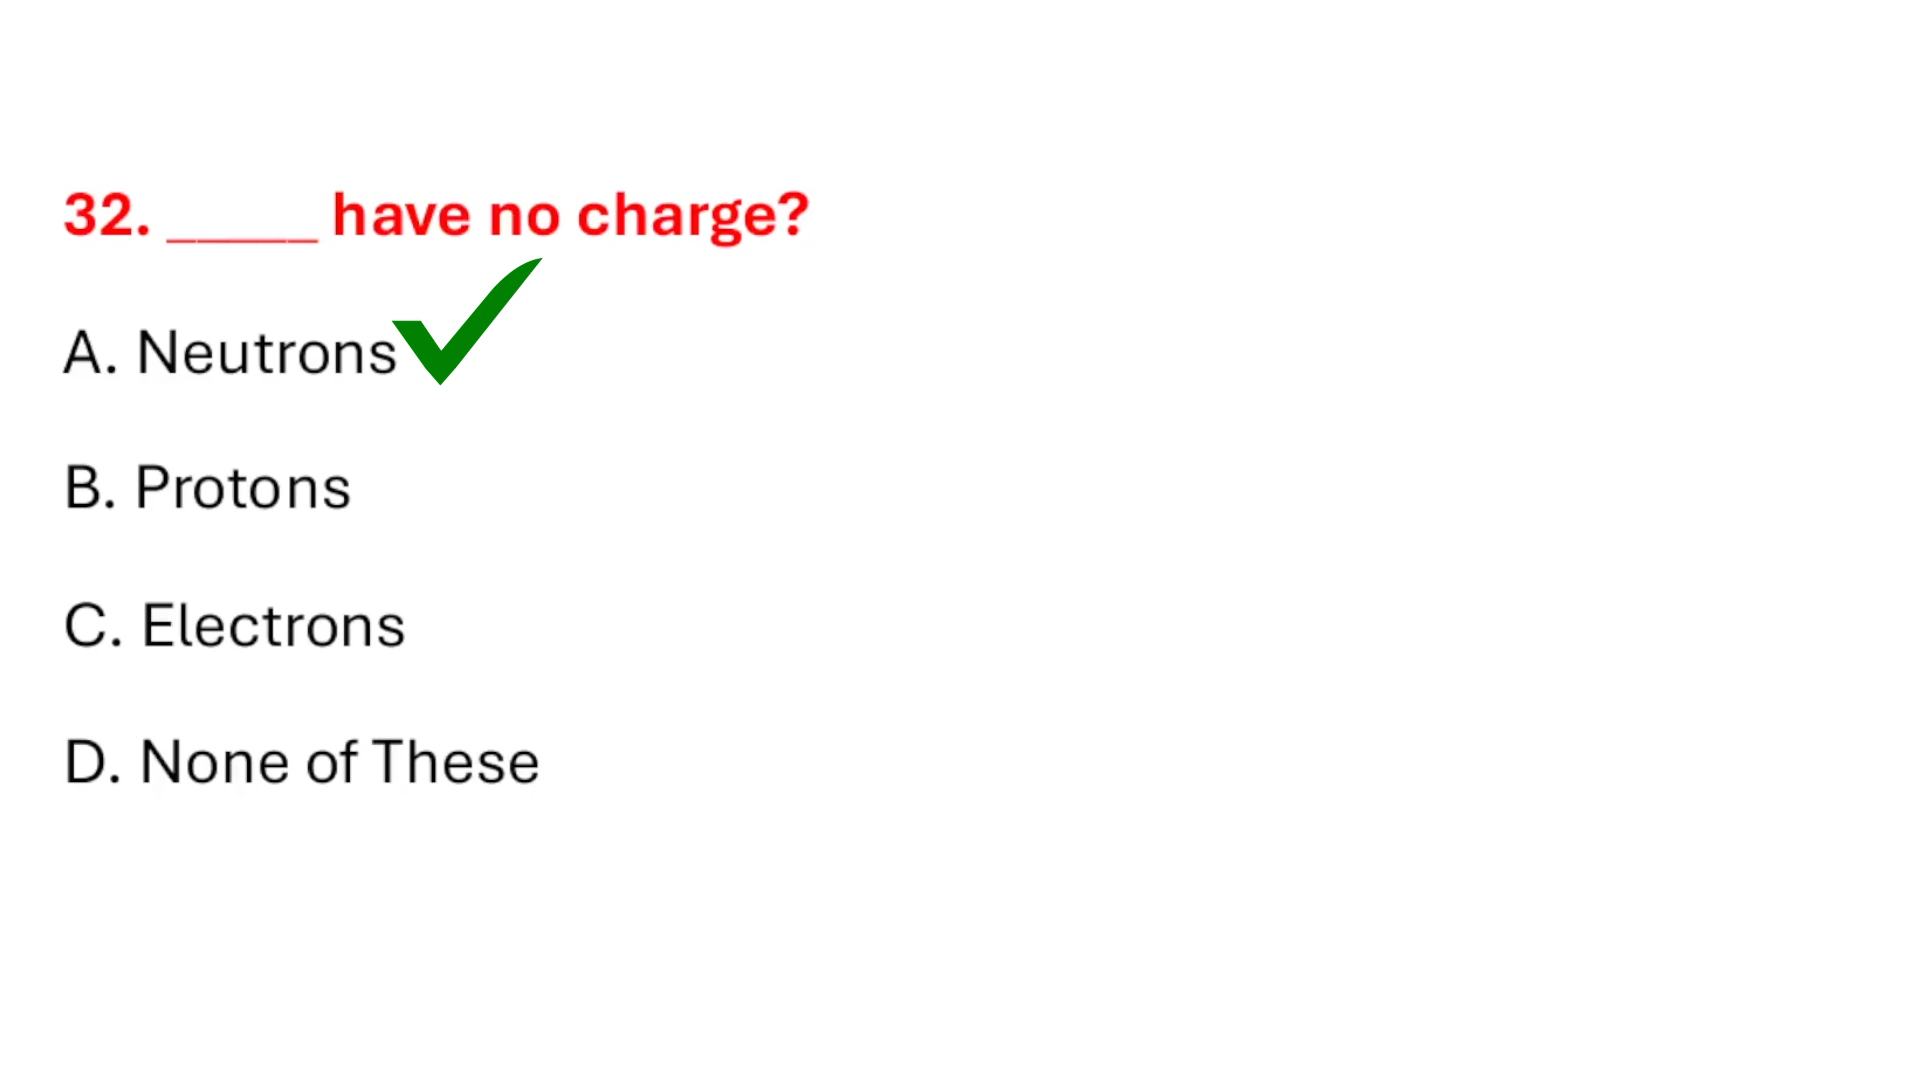 32. _____ have no charge?
A. Neutrons
B. Protons
C. Electrons
D. None of These